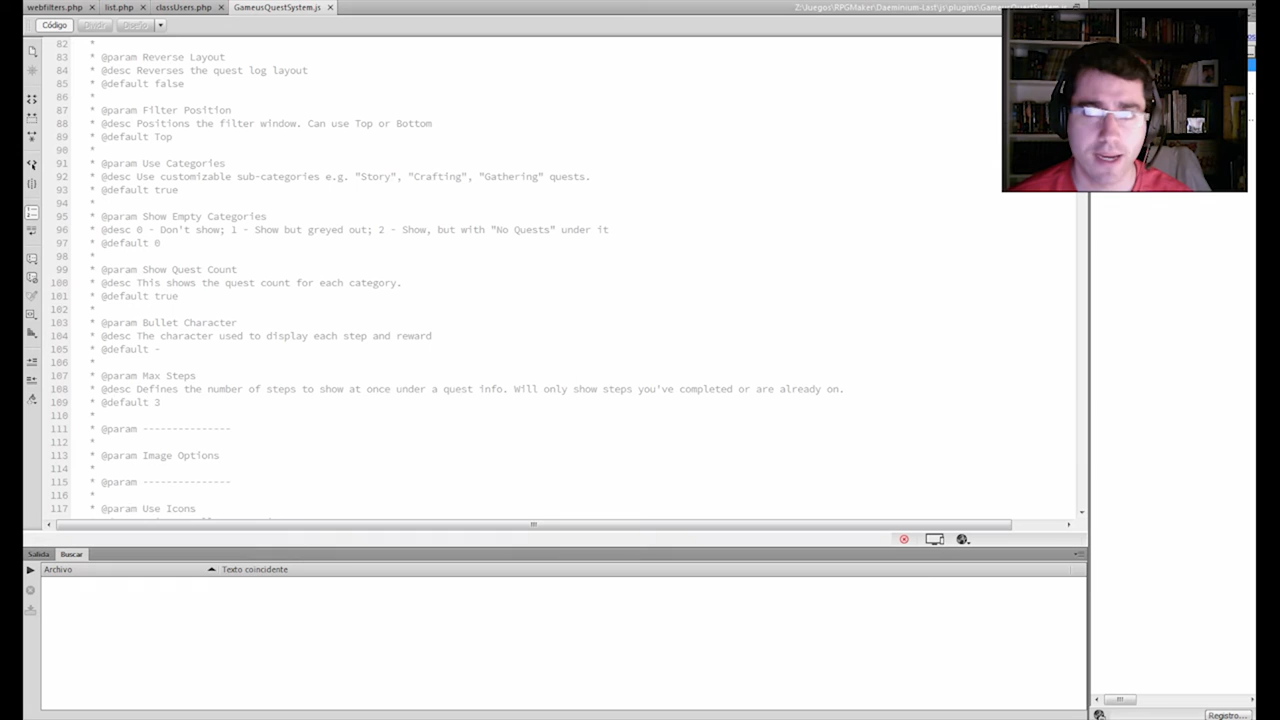 webfilters.php
list.php
classUsers.php
GameusQuestSystem.js
Código
Dividir
Diseño
82 *
83 * @param Reverse Layout
84 * @desc Reverses the quest log layout
85 * @default false
86 *
87 * @param Filter Position
88 * @desc Positions the filter window. Can use Top or Bottom
89 * @default Top
90 *
91 * @param Use Categories
92 * @desc Use customizable sub-categories e.g. "Story", "Crafting", "Gathering" quests.
93 * @default true
94 *
95 * @param Show Empty Categories
96 * @desc 0 - Don't show; 1 - Show but greyed out; 2 - Show, but with "No Quests" under it
97 * @default 0
98 *
99 * @param Show Quest Count
100 * @desc This shows the quest count for each category.
101 * @default true
102 *
103 * @param Bullet Character
104 * @desc The character used to display each step and reward
105 * @default -
106 *
107 * @param Max Steps
108 * @desc Defines the number of steps to show at once under a quest info. Will only show steps you've completed or are already on.
109 * @default 3
110 *
111 * @param ---------------
112 *
113 * @param Image Options
114 *
115 * @param ---------------
116 *
117 * @param Use Icons
Salida
Buscar
Archivo
Texto coincidente
Registro...